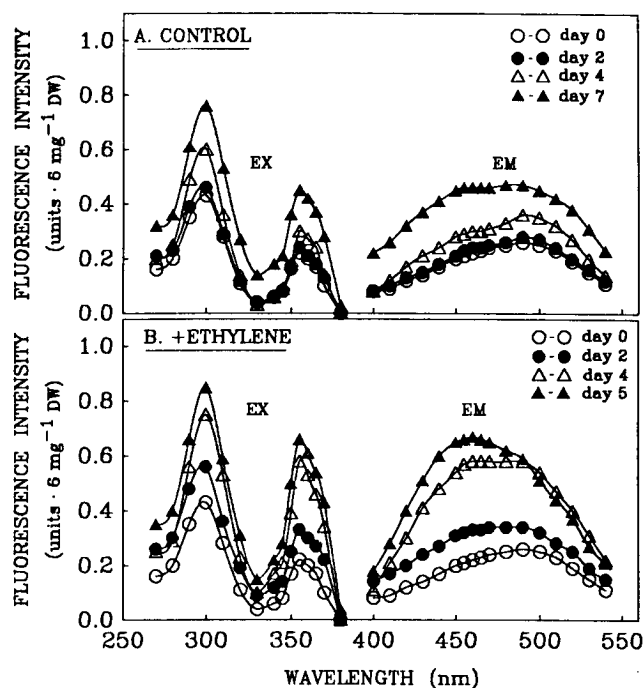 A. CONTROL
day 0
day 2
day 4
day 7
EX
EM
1.0
0.8
0.6
0.4
0.2
0.0
FLUORESCENCE INTENSITY
(units · 6 mg⁻¹ DW)
B. +ETHYLENE
day 0
day 2
day 4
day 5
EX
EM
1.0
0.8
0.6
0.4
0.2
0.0
FLUORESCENCE INTENSITY
(units · 6 mg⁻¹ DW)
250 300 350 400 450 500 550
WAVELENGTH (nm)